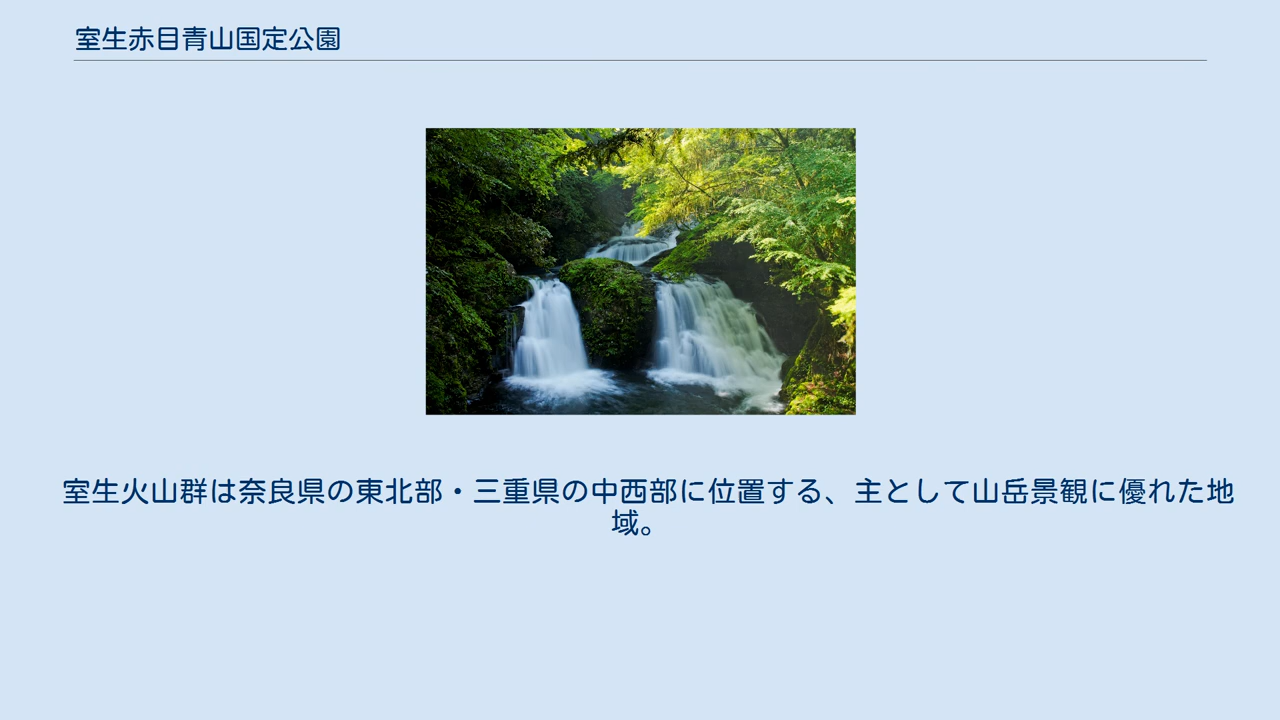 室生赤目青山国定公園
室生火山群は奈良県の東北部・三重県の中西部に位置する、主として山岳景観に優れた地
域。